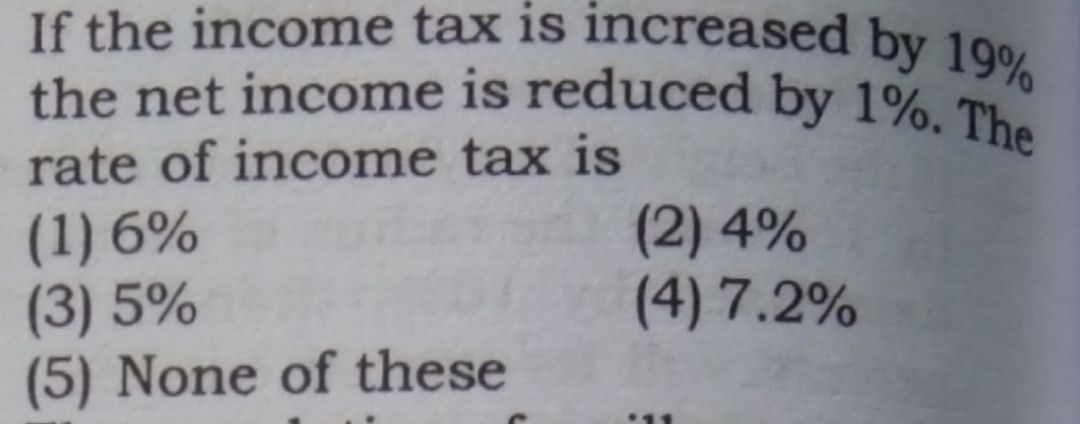 If the income tax is increased by 19%
the net income is reduced by 1%. The
rate of income tax is
(1) 6% (2) 4%
(3) 5% (4) 7.2%
(5) None of these